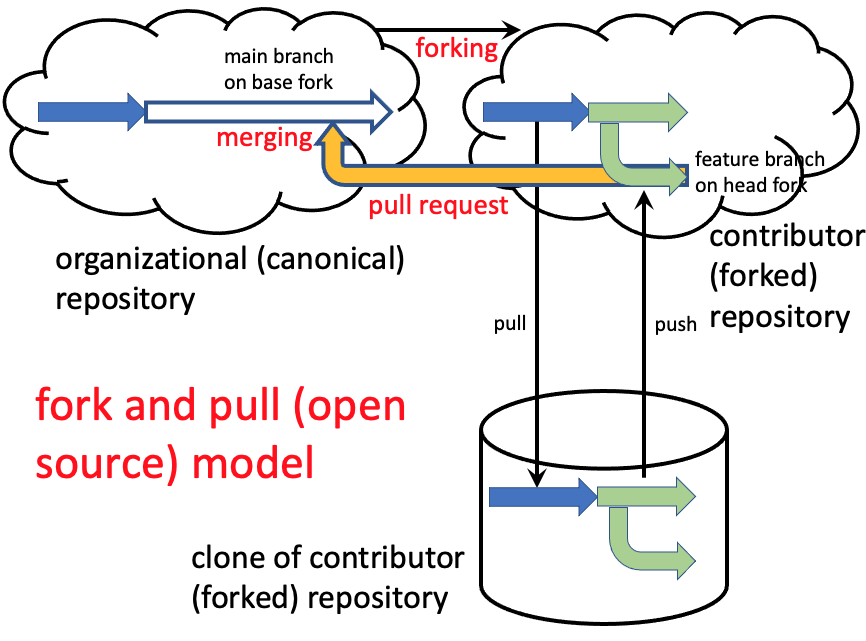 forking
main branch
on base fork
merging
feature branch
on head fork
pull request
organizational (canonical)
repository
contributor
(forked)
repository
pull
push
fork and pull (open
source) model
clone of contributor
(forked) repository